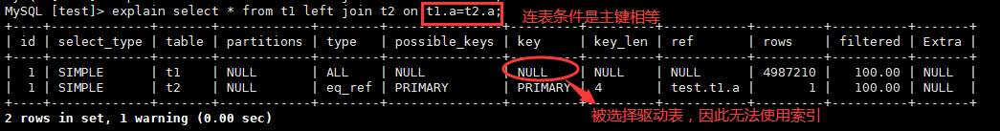 MySQL [test]> explain select * from t1 left join t2 on t1.a=t2.a; 连表条件是主键相等
+----+-------------+-------+------------+--------+---------------+---------+---------+-----------+---------+----------+-------+
| id | select_type | table | partitions | type | possible_keys | key | key_len | ref | rows | filtered | Extra |
+----+-------------+-------+------------+--------+---------------+---------+---------+-----------+---------+----------+-------+
| 1 | SIMPLE | t1 | NULL | ALL | NULL | NULL | NULL | NULL | 4987210 | 100.00 | NULL |
| 1 | SIMPLE | t2 | NULL | eq_ref | PRIMARY | PRIMARY | 4 | test.t1.a | 1 | 100.00 | NULL |
+----+-------------+-------+------------+--------+---------------+---------+---------+-----------+---------+----------+-------+
2 rows in set, 1 warning (0.00 sec) 被选择驱动表，因此无法使用索引